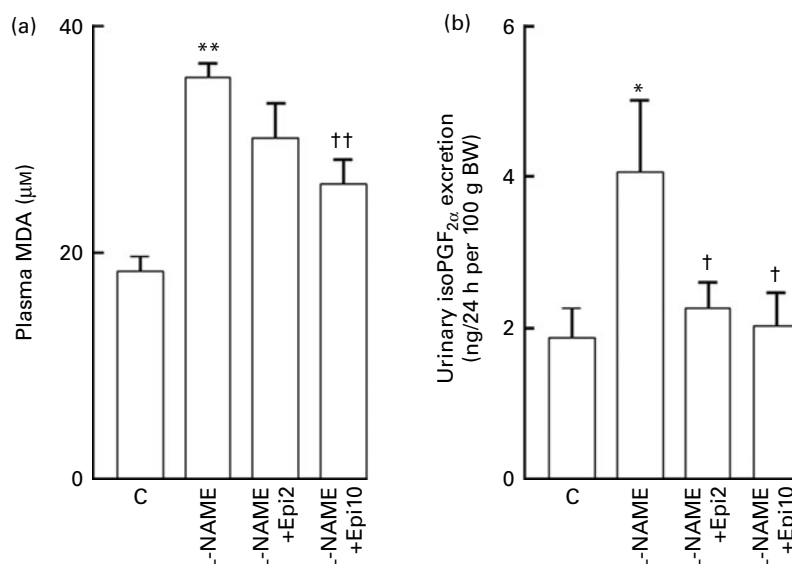 (a)
Plasma MDA (μM)
40
20
0
**
††
C
-NAME
-NAME
+Epi2
-NAME
+Epi10
(b)
Urinary isoPGF2α excretion
(ng/24 h per 100 g BW)
6
4
2
0
*
†
†
C
-NAME
-NAME
+Epi2
-NAME
+Epi10